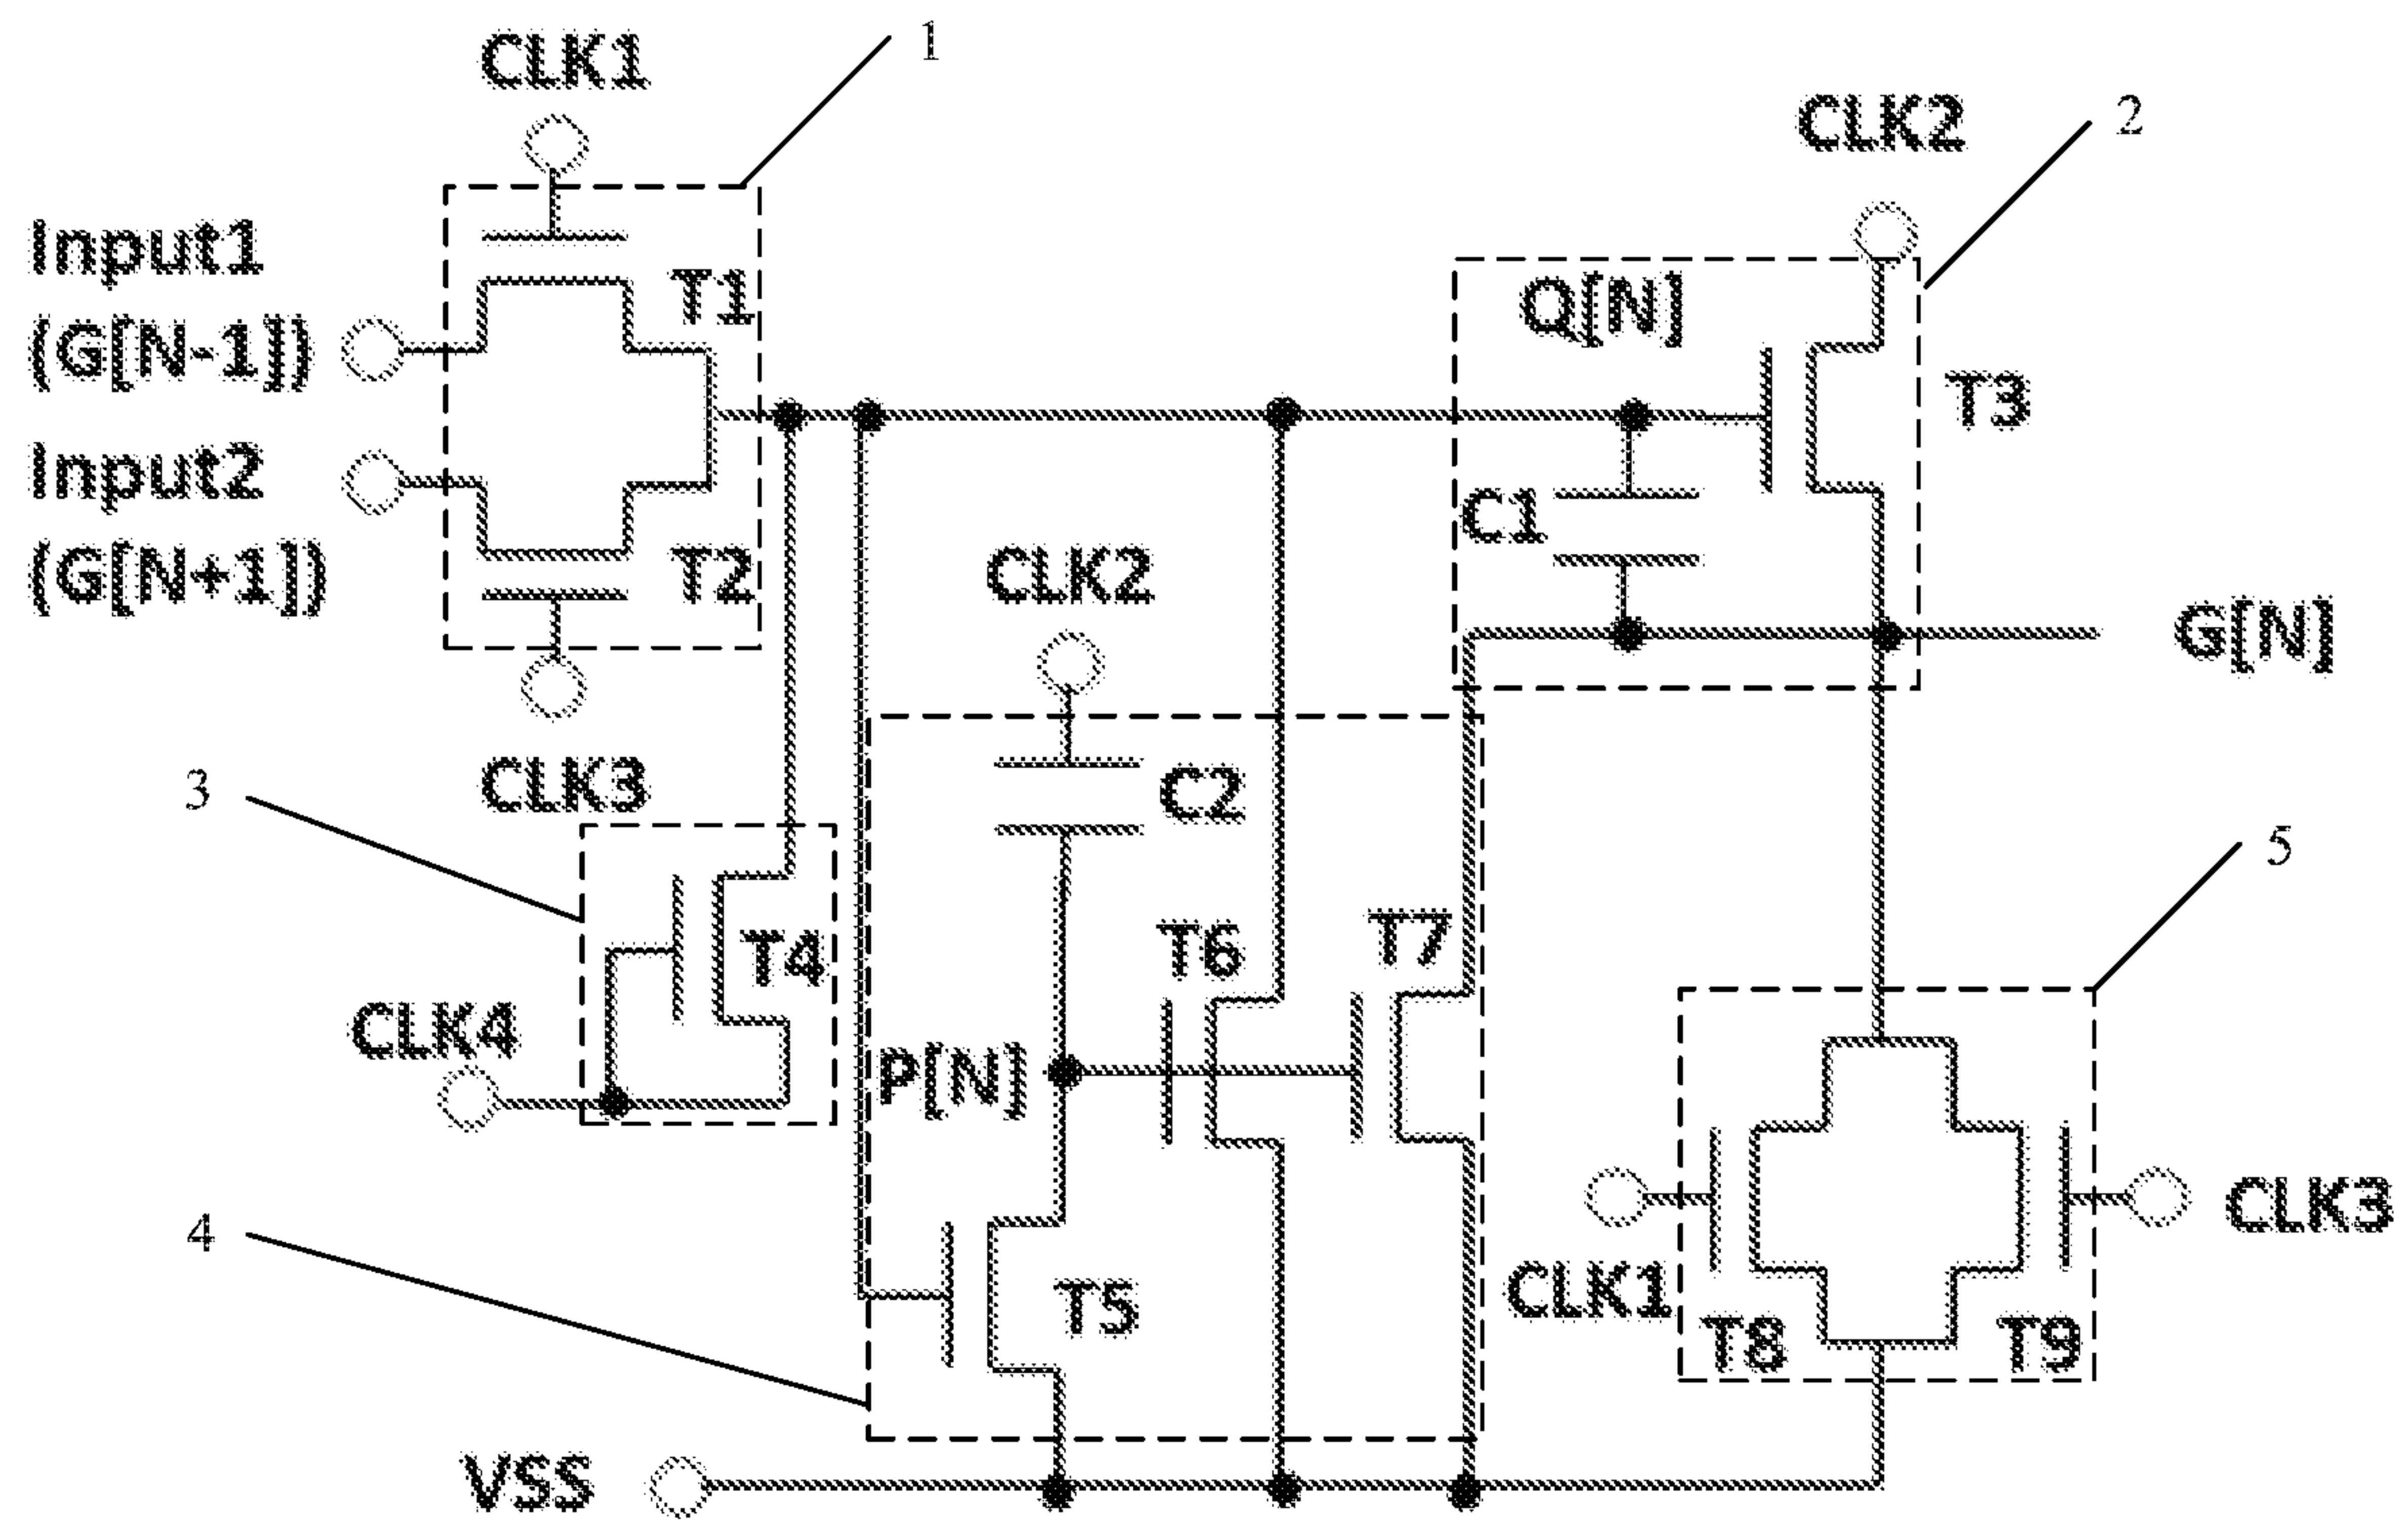 1
CLK1
CLK2
2
Input1
(G[N-1])
T1
Q[N]
T3
Input2
(G[N+1])
T2
C1
CLK2
G[N]
CLK3
3
C2
5
T4
T6
T7
CLK4
P[N]
CLK3
4
T5
CLK1
T8
T9
VSS